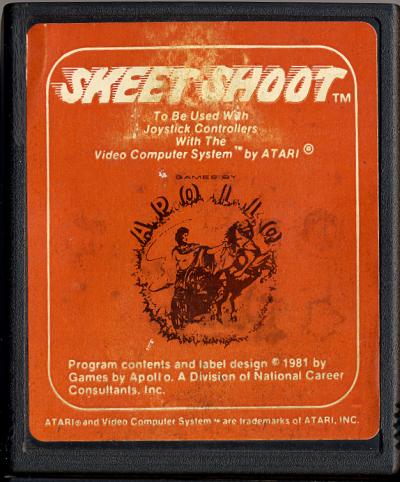 SKEET SHOOT TM
To Be Used With
Joystick Controllers
With The
Video Computer System™ by ATARI®
GAMES BY
APOLLO
Program contents and label design © 1981 by
Games by Apollo. A Division of National Career
Consultants, Inc.
ATARI® and Video Computer System™ are trademarks of ATARI, INC.